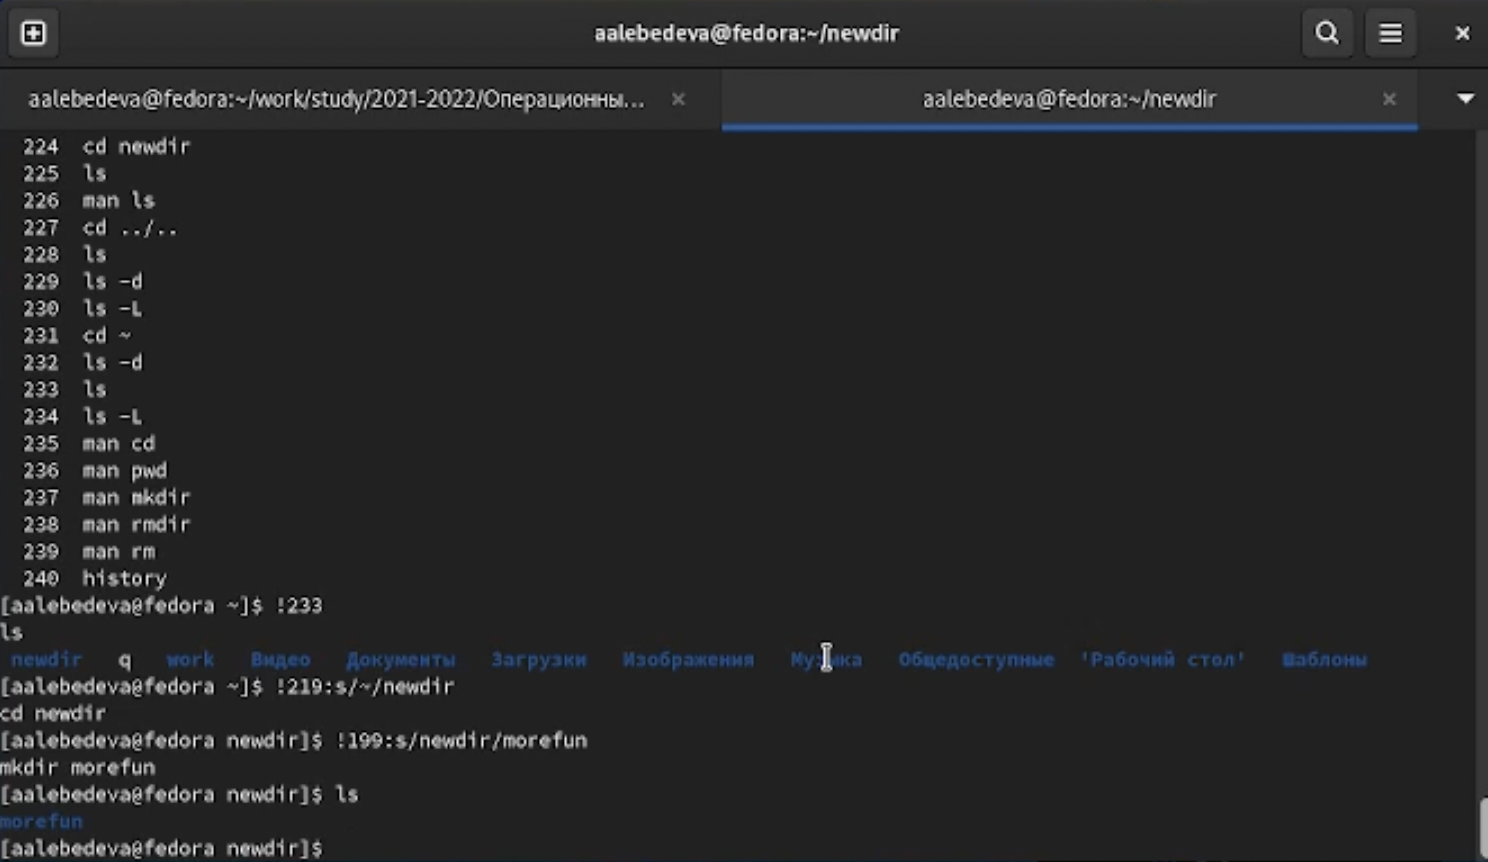 aalebedeva@fedora:~/newdir
aalebedeva@fedora:~/work/study/2021-2022/Операционны...
aalebedeva@fedora:~/newdir
224 cd newdir
225 ls
226 man ls
227 cd ../..
228 ls
229 ls -d
230 ls -L
231 cd ~
232 ls -d
233 ls
234 ls -L
235 man cd
236 man pwd
237 man mkdir
238 man rmdir
239 man rm
240 history
[aalebedeva@fedora ~]$ !233
ls
newdir q work Видео Документы Загрузки Изображения Музыка Общедоступные 'Рабочий стол' Шаблоны
[aalebedeva@fedora ~]$ !219:s/~/newdir
cd newdir
[aalebedeva@fedora newdir]$ !199:s/newdir/morefun
mkdir morefun
[aalebedeva@fedora newdir]$ ls
morefun
[aalebedeva@fedora newdir]$